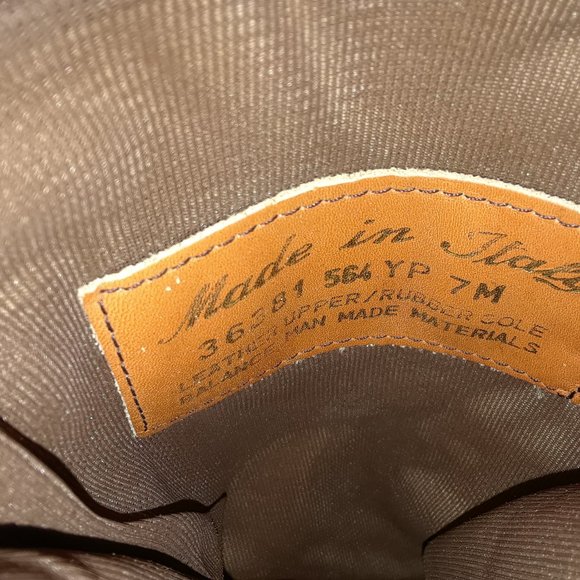 Made in Italy
36381 564 YP 7M
LEATHER UPPER/RUBBER SOLE
BALANCE MAN MADE MATERIALS